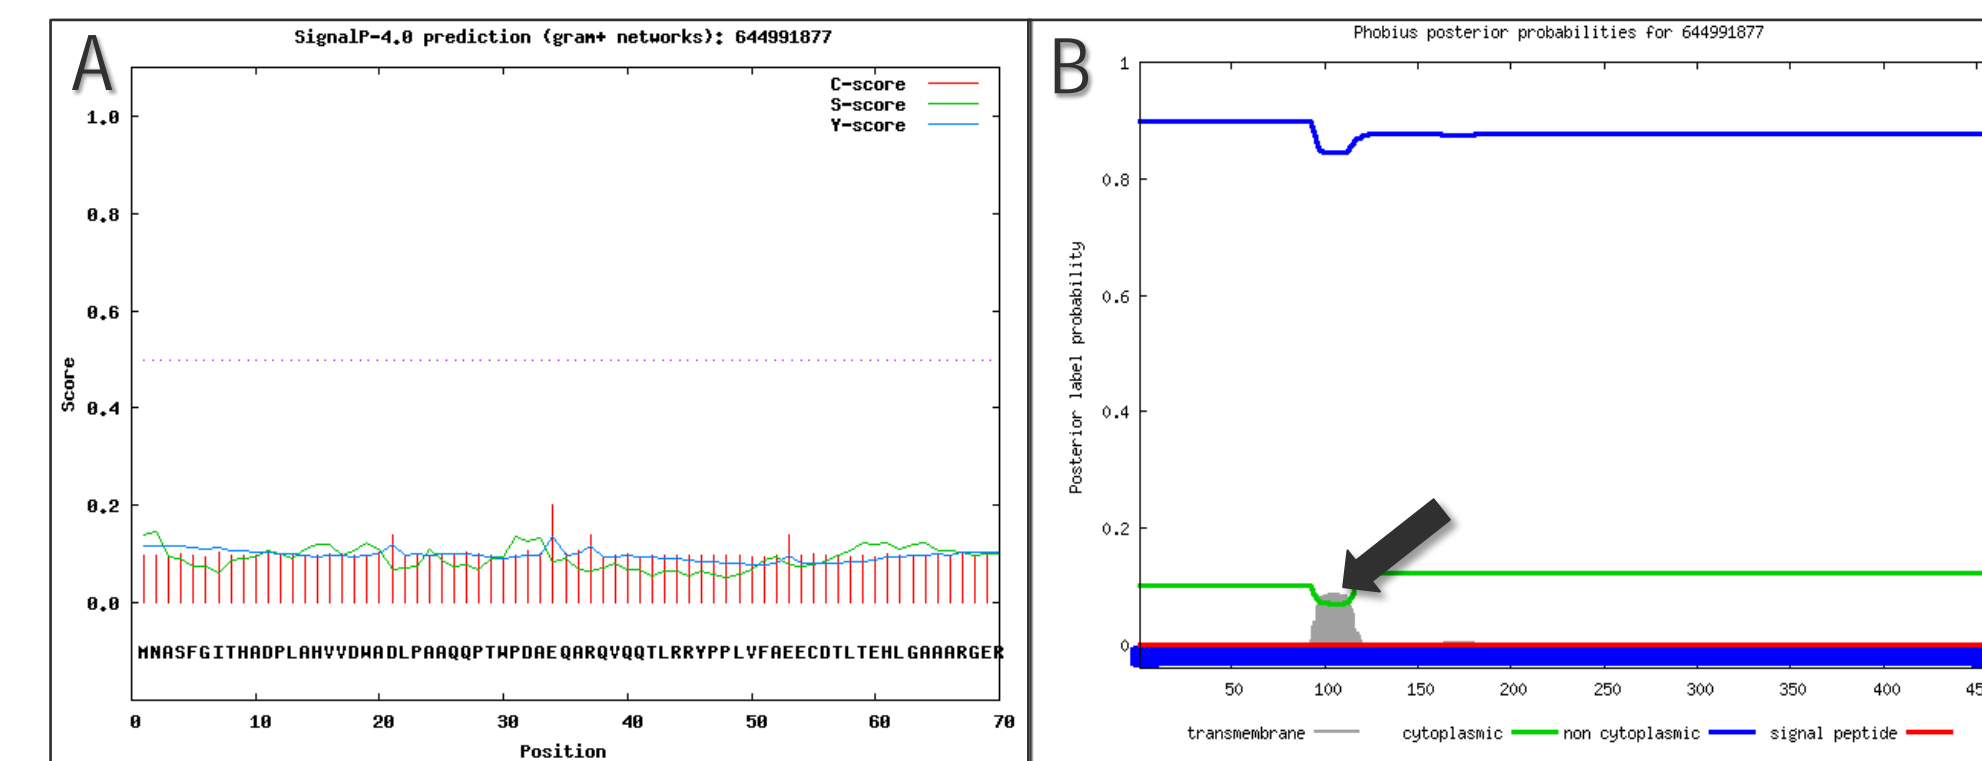 A
SignalP-4.0 prediction (gram+ networks): 644991877
C-score
S-score
Y-score
1.0
0.8
0.6
0.4
0.2
0.0
Score
MNASFGITHADPLAHVVDWADLPAAQQPTWPDAEQARQVQQTLRRYPPLVFAEECDTLTEHLGAAARGER
0 10 20 30 40 50 60 70
Position
B
Phobius posterior probabilities for 644991877
1
0.8
0.6
0.4
0.2
0
Posterior label probability
50 100 150 200 250 300 350 400 45
transmembrane cytoplasmic non cytoplasmic signal peptide